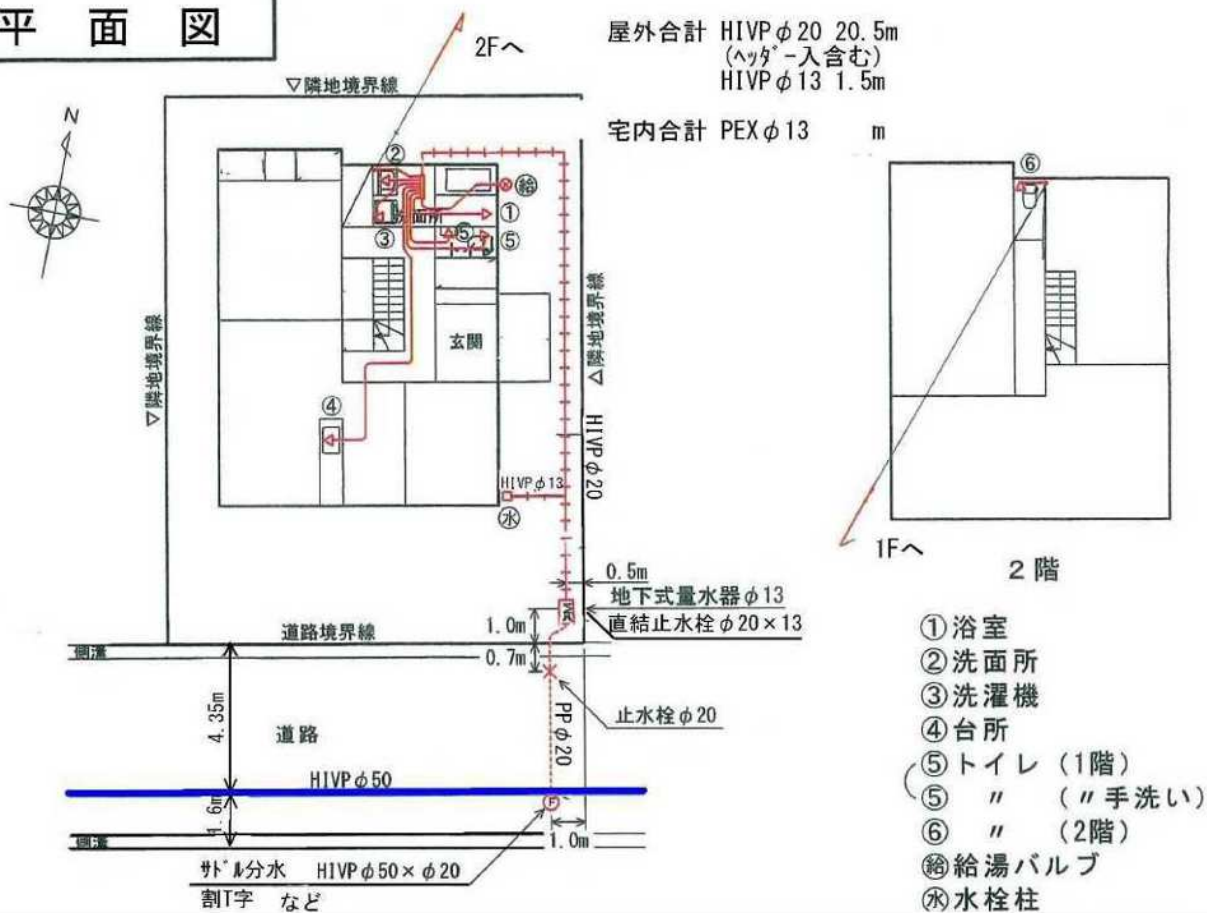 平面図
屋外合計 HIVPφ20 20.5m
(ﾍｯﾀﾞｰ入含む)
HIVPφ13 1.5m
宅内合計 PEXφ13 m
2Fへ
▽隣地境界線
N
②
㊟
①
洗面所
③
⑤
⑤
▽隣地境界線
△隣地境界線
玄関
④
HIVPφ20
HIVPφ13
㊌
⑥
1Fへ
2階
0.5m
地下式量水器φ13
直結止水栓φ20×13
1.0m
道路境界線
側溝
0.7m
止水栓φ20
4.35m
道路
PPφ20
HIVPφ50
F
1.0m
側溝
ｻﾄﾞﾙ分水 HIVPφ50×φ20
割T字 など
①浴室
②洗面所
③洗濯機
④台所
⑤トイレ (1階)
⑤ 〃 (〃手洗い)
⑥ 〃 (2階)
給湯バルブ
㊌水栓柱